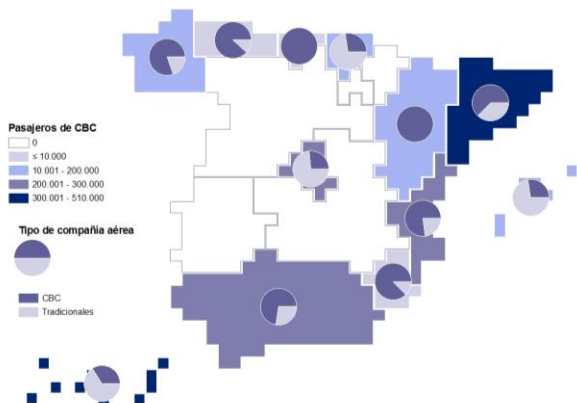 Pasajeros de CBC
0
≤ 10.000
10.001 - 200.000
200.001 - 300.000
300.001 - 510.000
Tipo de compañia aérea
CBC
Tradicionales